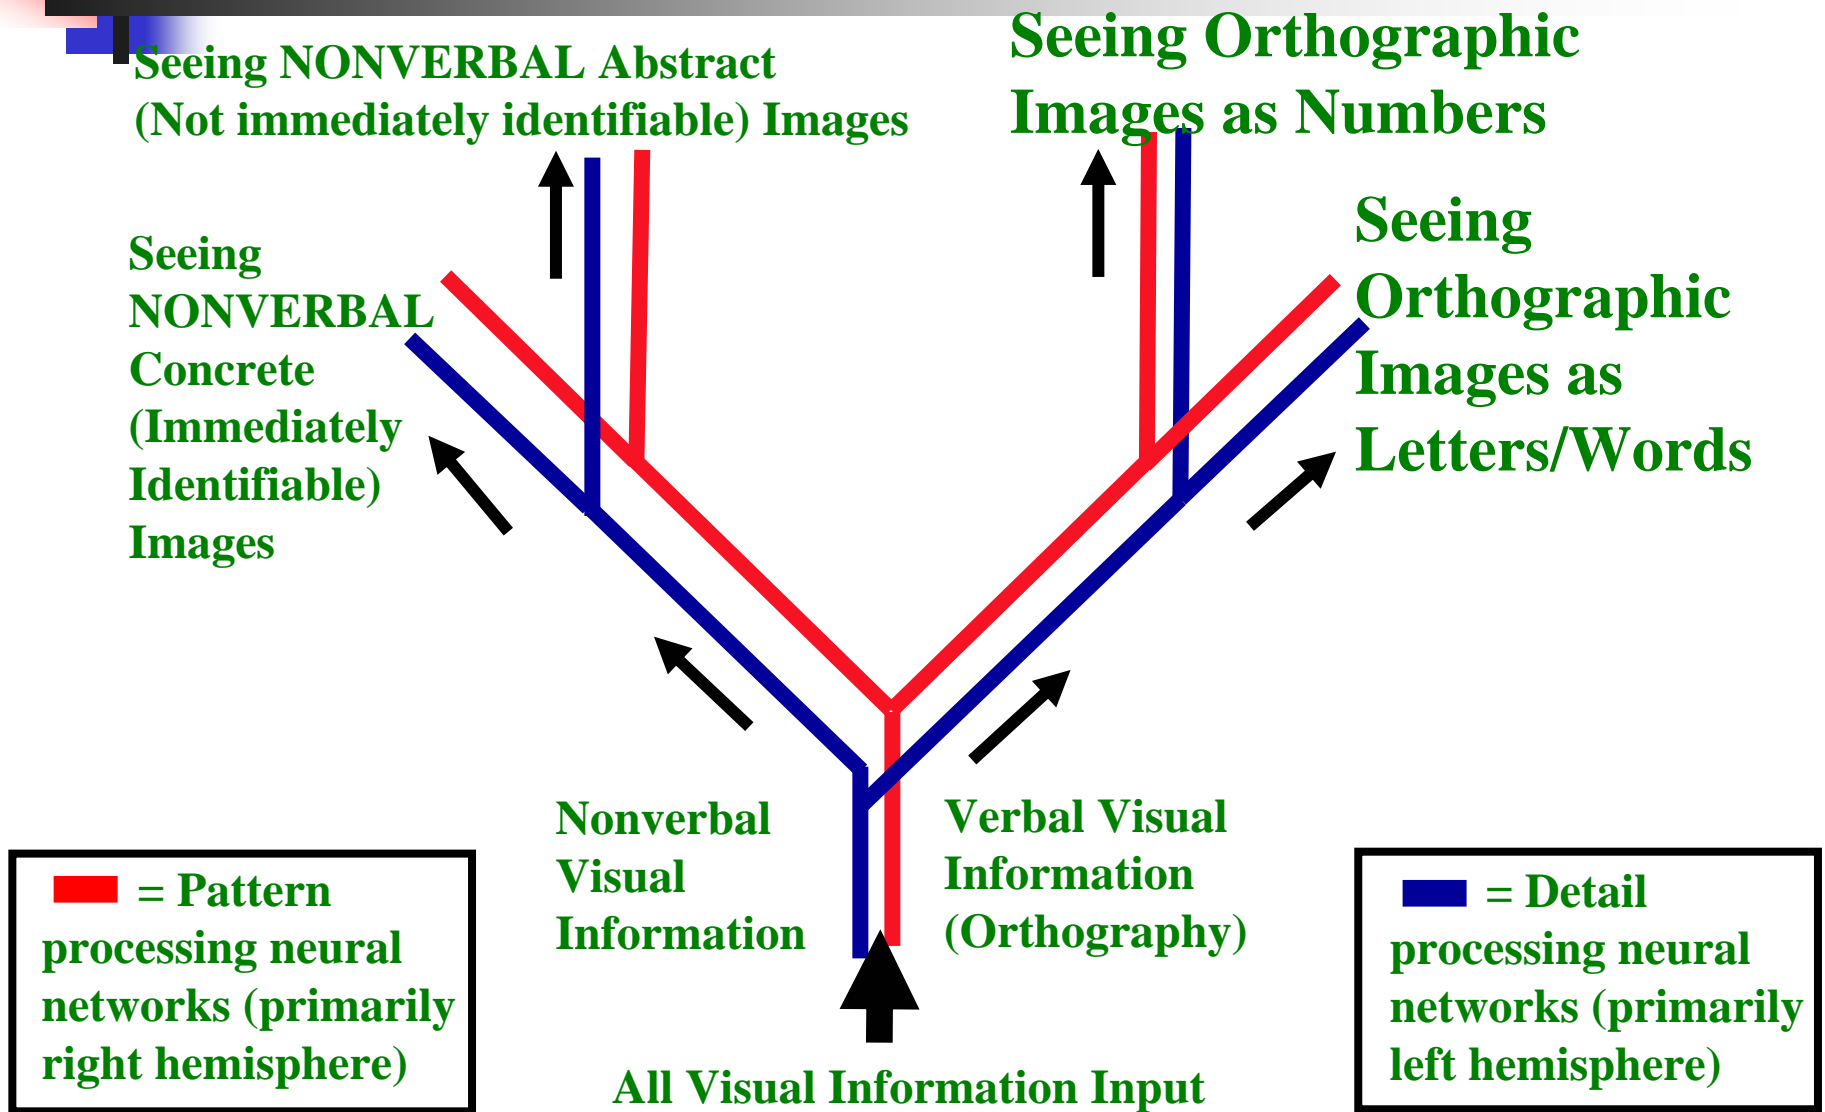 Seeing NONVERBAL Abstract
(Not immediately identifiable) Images
Seeing Orthographic
Images as Numbers
Seeing
NONVERBAL
Concrete
(Immediately
Identifiable)
Images
Seeing
Orthographic
Images as
Letters/Words
Nonverbal
Visual
Information
Verbal Visual
Information
(Orthography)
= Pattern
processing neural
networks (primarily
right hemisphere)
= Detail
processing neural
networks (primarily
left hemisphere)
All Visual Information Input